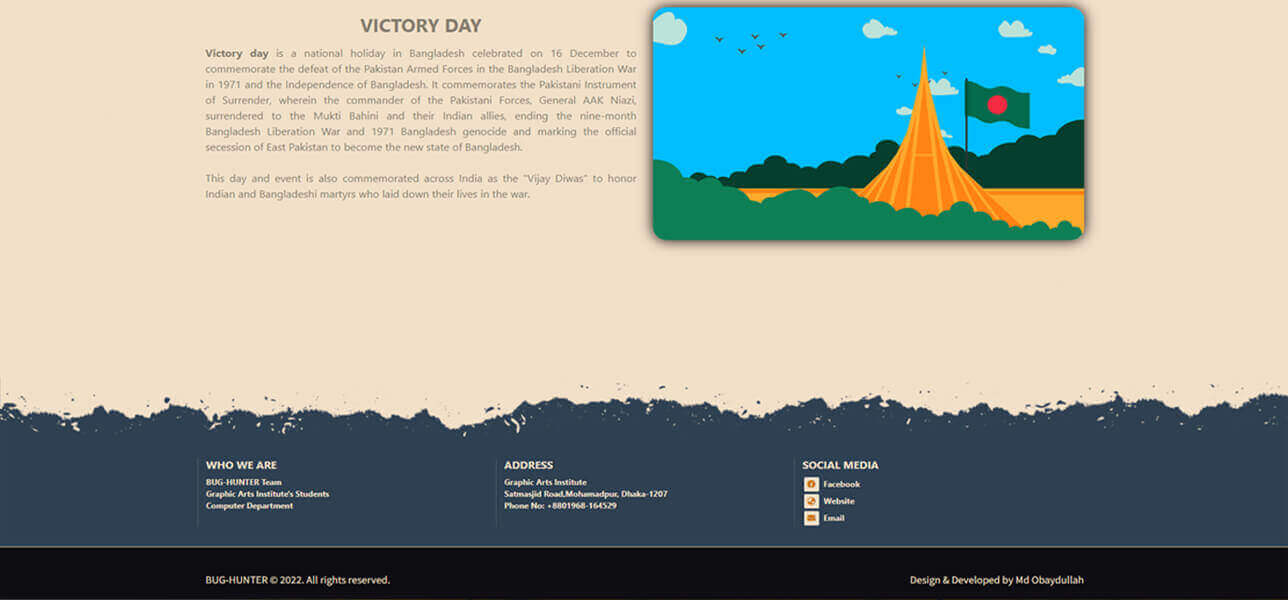 VICTORY DAY
Victory day is a national holiday in Bangladesh celebrated on 16 December to
commemorate the defeat of the Pakistan Armed Forces in the Bangladesh Liberation War
in 1971 and the Independence of Bangladesh. It commemorates the Pakistani Instrument
of Surrender, wherein the commander of the Pakistani Forces, General AAK Niazi,
surrendered to the Mukti Bahini and their Indian allies, ending the nine-month
Bangladesh Liberation War and 1971 Bangladesh genocide and marking the official
secession of East Pakistan to become the new state of Bangladesh.
This day and event is also commemorated across India as the "Vijay Diwas" to honor
Indian and Bangladeshi martyrs who laid down their lives in the war.
WHO WE ARE
BUG-HUNTER Team
Graphic Arts Institute's Students
Computer Department
ADDRESS
Graphic Arts Institute
Satmasjid Road,Mohamadpur, Dhaka-1207
Phone No: +8801968-164529
SOCIAL MEDIA
Facebook
Website
Email
BUG-HUNTER © 2022. All rights reserved.
Design & Developed by Md Obaydullah